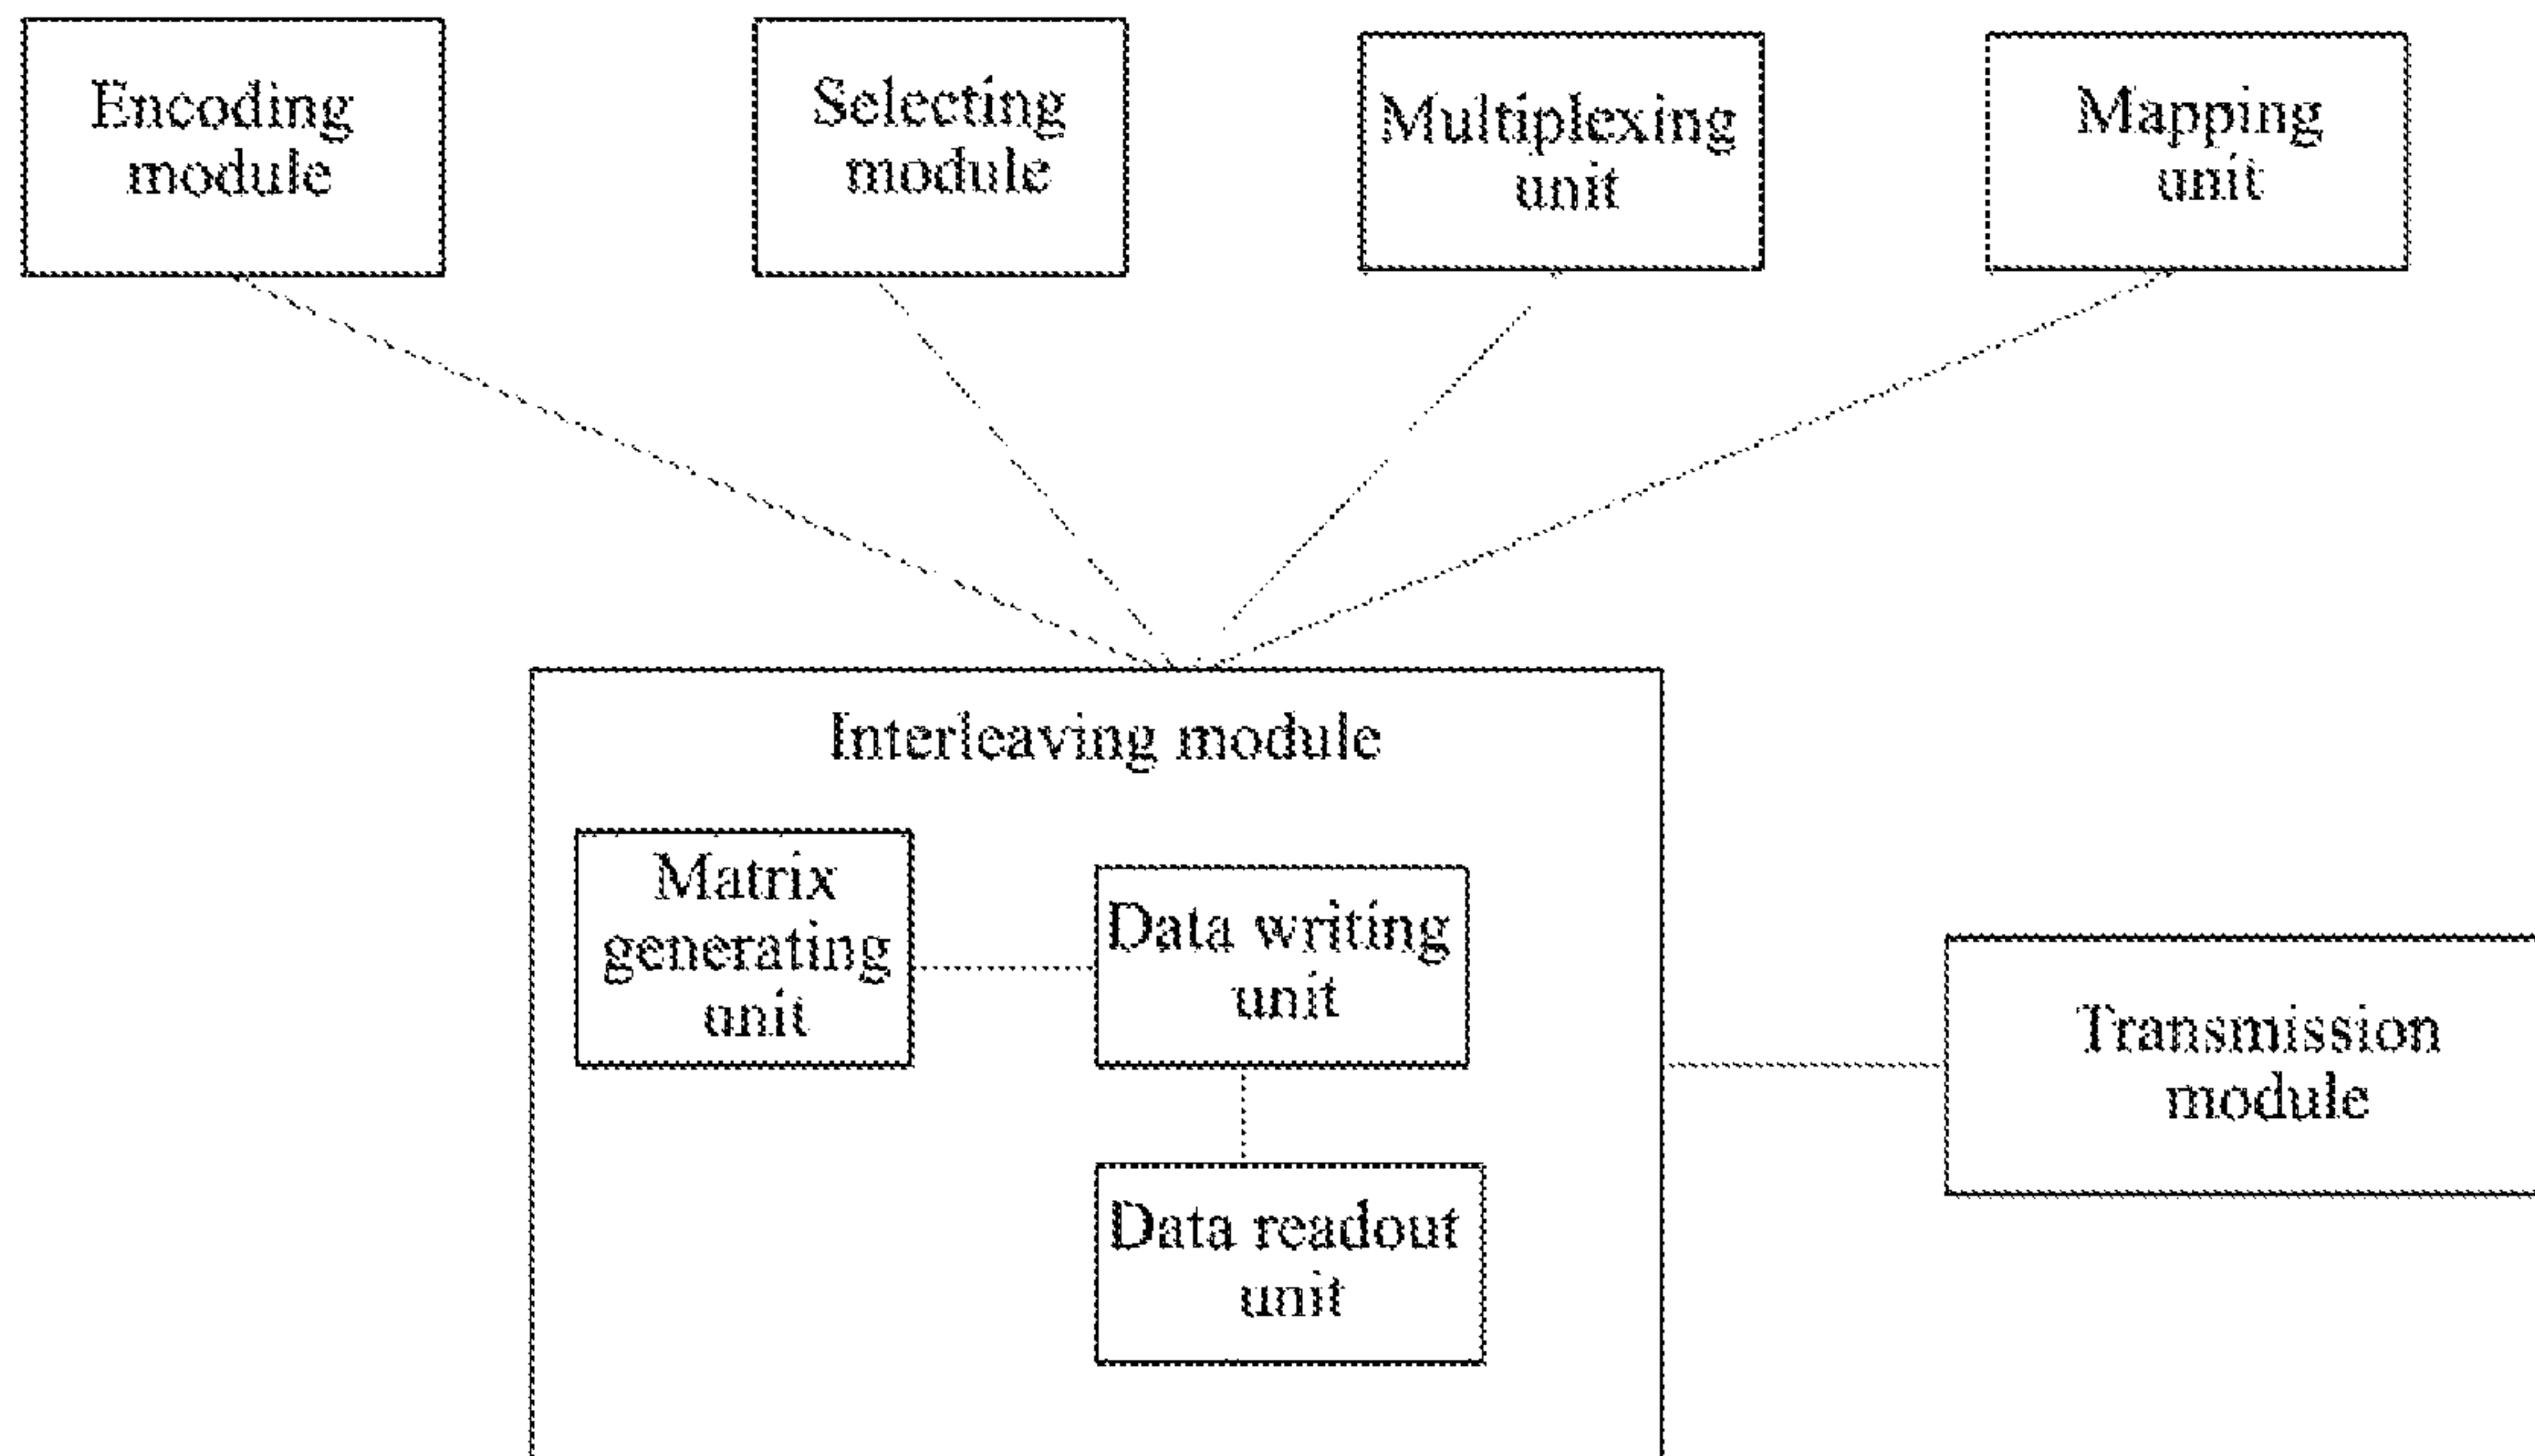 Encoding
module
Selecting
module
Multiplexing
unit
Mapping
unit
Interleaving module
Matrix
generating
unit
Data writing
unit
Data readout
unit
Transmission
module